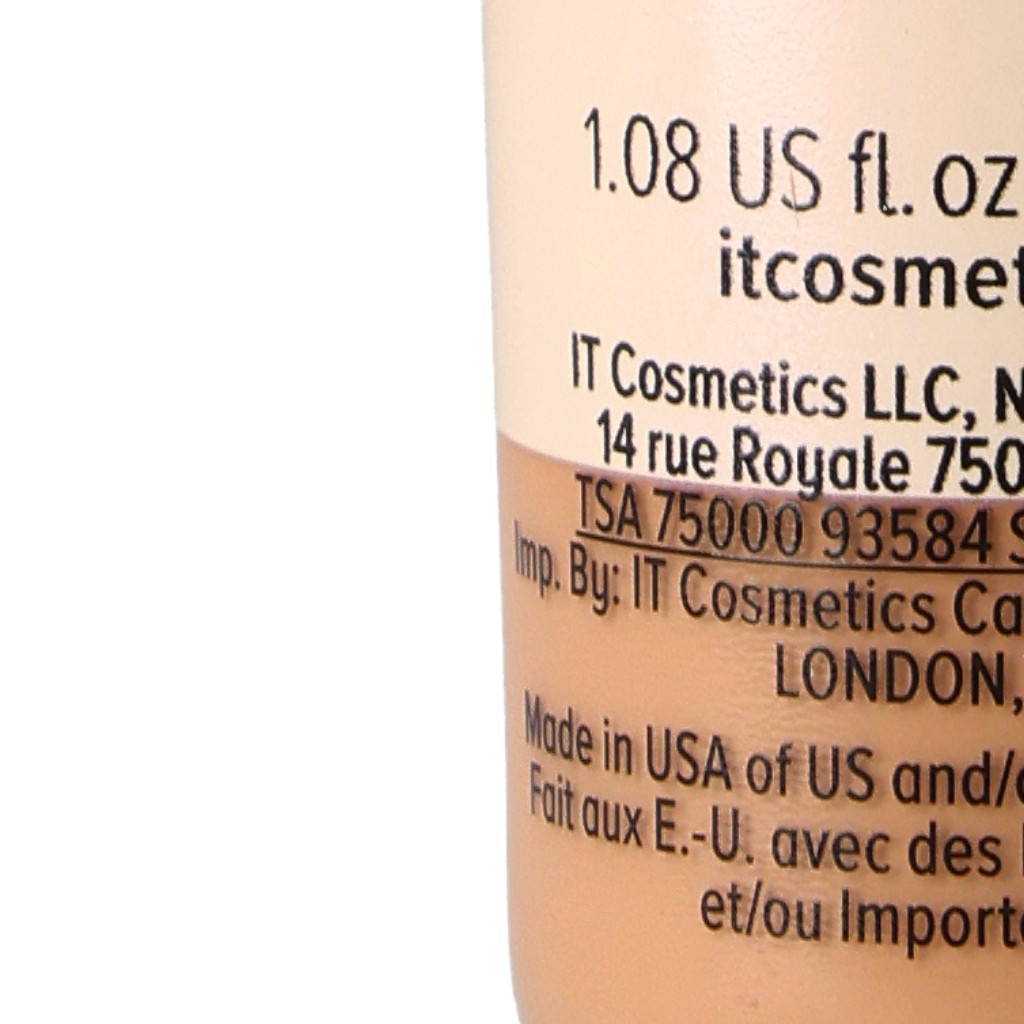 1.08 US fl. oz
itcosmet
IT Cosmetics LLC, N
14 rue Royale 750
TSA 75000 93584 S
Imp. By: IT Cosmetics Ca
LONDON,
Made in USA of US and/o
Fait aux E.-U. avec des
et/ou Importe